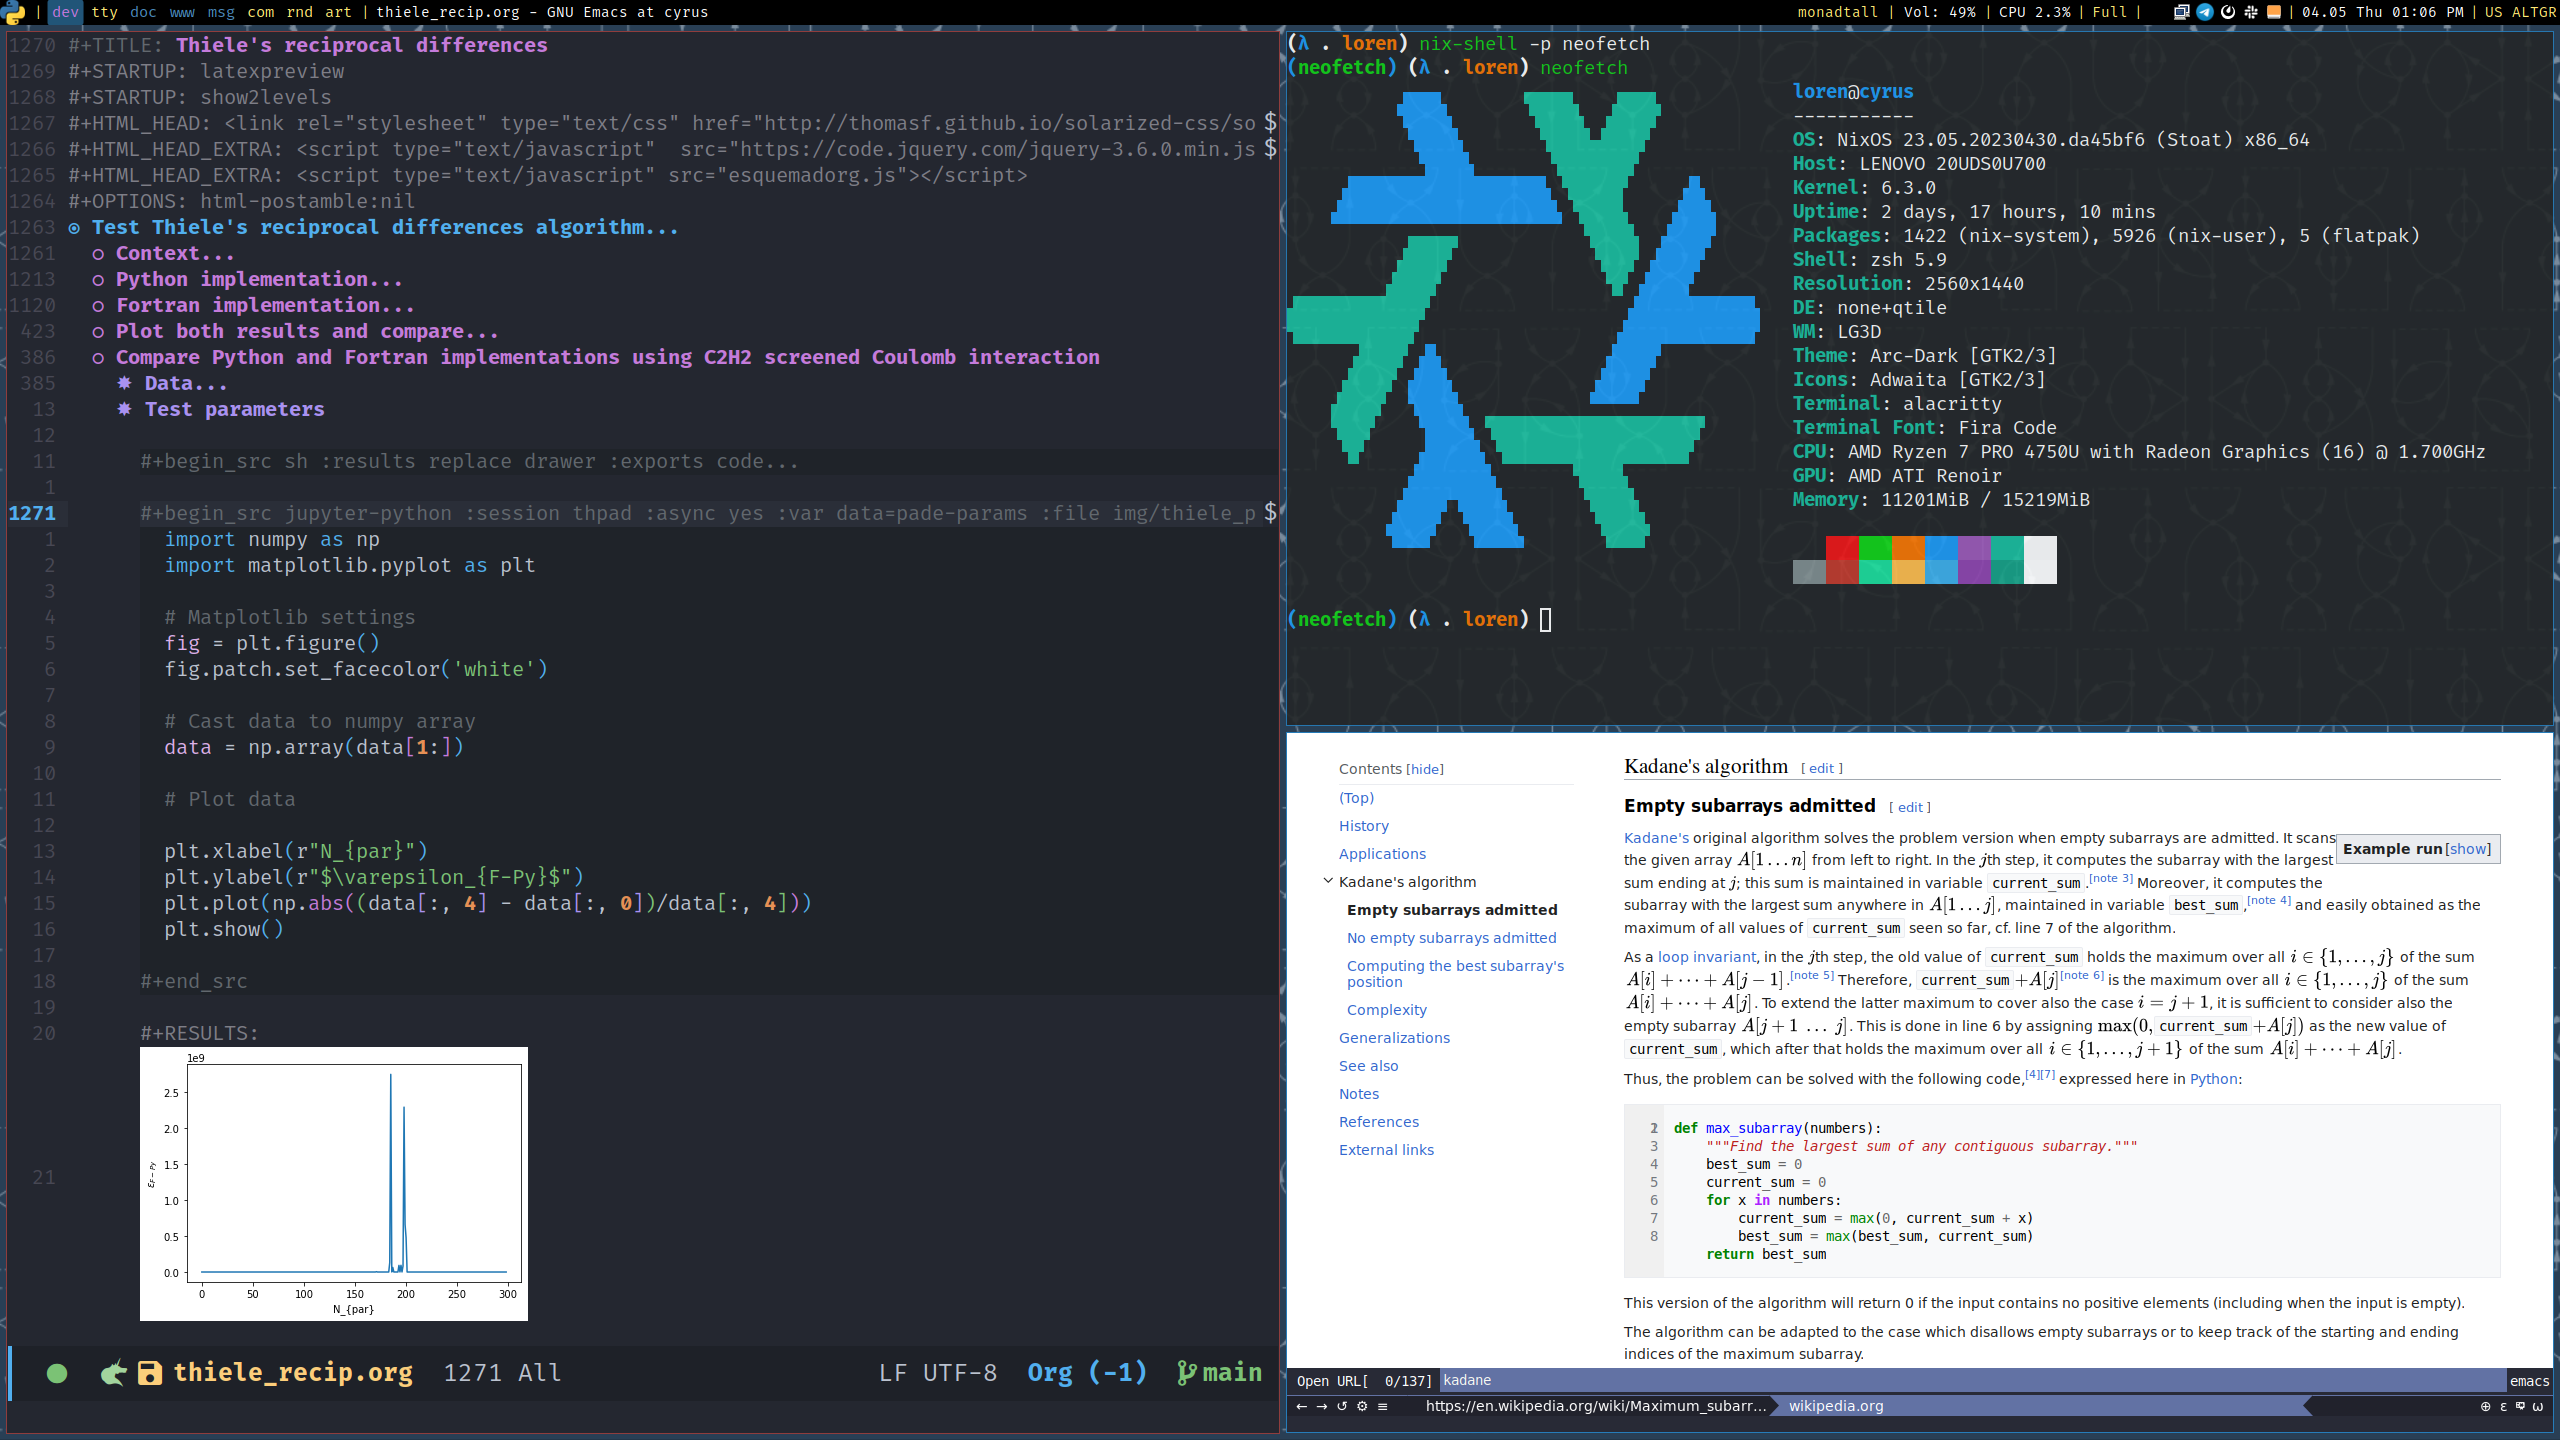 | dev tty doc www msg com rnd art | thiele_recip.org - GNU Emacs at cyrus
monadtall | Vol: 49% | CPU 2.3% | Full | | 04.05 Thu 01:06 PM | US ALTGR
1270 #+TITLE: Thiele's reciprocal differences
1269 #+STARTUP: latexpreview
1268 #+STARTUP: show2levels
1267 #+HTML_HEAD: <link rel="stylesheet" type="text/css" href="http://thomasf.github.io/solarized-css/so $
1266 #+HTML_HEAD_EXTRA: <script type="text/javascript"  src="https://code.jquery.com/jquery-3.6.0.min.js $
1265 #+HTML_HEAD_EXTRA: <script type="text/javascript" src="esquemadorg.js"></script>
1264 #+OPTIONS: html-postamble:nil
1263 Test Thiele's reciprocal differences algorithm...
1261 Context...
1213 Python implementation...
1120 Fortran implementation...
423 Plot both results and compare...
386 Compare Python and Fortran implementations using C2H2 screened Coulomb interaction
385 Data...
13 Test parameters
12
11 #+begin_src sh :results replace drawer :exports code...
1
1271 #+begin_src jupyter-python :session thpad :async yes :var data=pade-params :file img/thiele_p $
1 import numpy as np
2 import matplotlib.pyplot as plt
3
4 # Matplotlib settings
5 fig = plt.figure()
6 fig.patch.set_facecolor('white')
7
8 # Cast data to numpy array
9 data = np.array(data[1:])
10
11 # Plot data
12
13 plt.xlabel(r"N_{par}")
14 plt.ylabel(r"$\varepsilon_{F-Py}$")
15 plt.plot(np.abs((data[:, 4] - data[:, 0])/data[:, 4]))
16 plt.show()
17
18 #+end_src
19
20 #+RESULTS:
1e9
2.5
2.0
1.5
1.0
0.5
0.0
εF−Py
0 50 100 150 200 250 300
N_{par}
21
thiele_recip.org 1271 All LF UTF-8 Org (-1) main
(λ . loren) nix-shell -p neofetch
(neofetch) (λ . loren) neofetch
loren@cyrus
-----------
OS: NixOS 23.05.20230430.da45bf6 (Stoat) x86_64
Host: LENOVO 20UDS0U700
Kernel: 6.3.0
Uptime: 2 days, 17 hours, 10 mins
Packages: 1422 (nix-system), 5926 (nix-user), 5 (flatpak)
Shell: zsh 5.9
Resolution: 2560x1440
DE: none+qtile
WM: LG3D
Theme: Arc-Dark [GTK2/3]
Icons: Adwaita [GTK2/3]
Terminal: alacritty
Terminal Font: Fira Code
CPU: AMD Ryzen 7 PRO 4750U with Radeon Graphics (16) @ 1.700GHz
GPU: AMD ATI Renoir
Memory: 11201MiB / 15219MiB
(neofetch) (λ . loren)
Contents [hide]
(Top)
History
Applications
Kadane's algorithm
Empty subarrays admitted
No empty subarrays admitted
Computing the best subarray's
position
Complexity
Generalizations
See also
Notes
References
External links
Kadane's algorithm [ edit ]
Empty subarrays admitted [ edit ]
Example run [show]
Kadane's original algorithm solves the problem version when empty subarrays are admitted. It scans
the given array A[1…n] from left to right. In the jth step, it computes the subarray with the largest
sum ending at j; this sum is maintained in variable current_sum.[note 3] Moreover, it computes the
subarray with the largest sum anywhere in A[1…j], maintained in variable best_sum,[note 4] and easily obtained as the
maximum of all values of current_sum seen so far, cf. line 7 of the algorithm.
As a loop invariant, in the jth step, the old value of current_sum holds the maximum over all i ∈ {1,…,j} of the sum
A[i]+⋯+A[j−1].[note 5] Therefore, current_sum +A[j][note 6] is the maximum over all i ∈ {1,…,j} of the sum
A[i]+⋯+A[j]. To extend the latter maximum to cover also the case i = j+1, it is sufficient to consider also the
empty subarray A[j+1 … j]. This is done in line 6 by assigning max(0, current_sum +A[j]) as the new value of
current_sum, which after that holds the maximum over all i ∈ {1,…,j+1} of the sum A[i]+⋯+A[j].
Thus, the problem can be solved with the following code,[4][7] expressed here in Python:
1 2 def max_subarray(numbers):
3 """Find the largest sum of any contiguous subarray."""
4 best_sum = 0
5 current_sum = 0
6 for x in numbers:
7 current_sum = max(0, current_sum + x)
8 best_sum = max(best_sum, current_sum)
return best_sum
This version of the algorithm will return 0 if the input contains no positive elements (including when the input is empty).
The algorithm can be adapted to the case which disallows empty subarrays or to keep track of the starting and ending
indices of the maximum subarray.
Open URL[  0/137] kadane emacs
← → ↺ ⚙ ≡ https://en.wikipedia.org/wiki/Maximum_subarr… wikipedia.org ⊕ ε ω